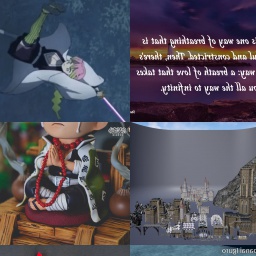 's one way of breathing that is
ul and constricted. Then, there's
way: a breath of love that takes
you all the way to infinity.